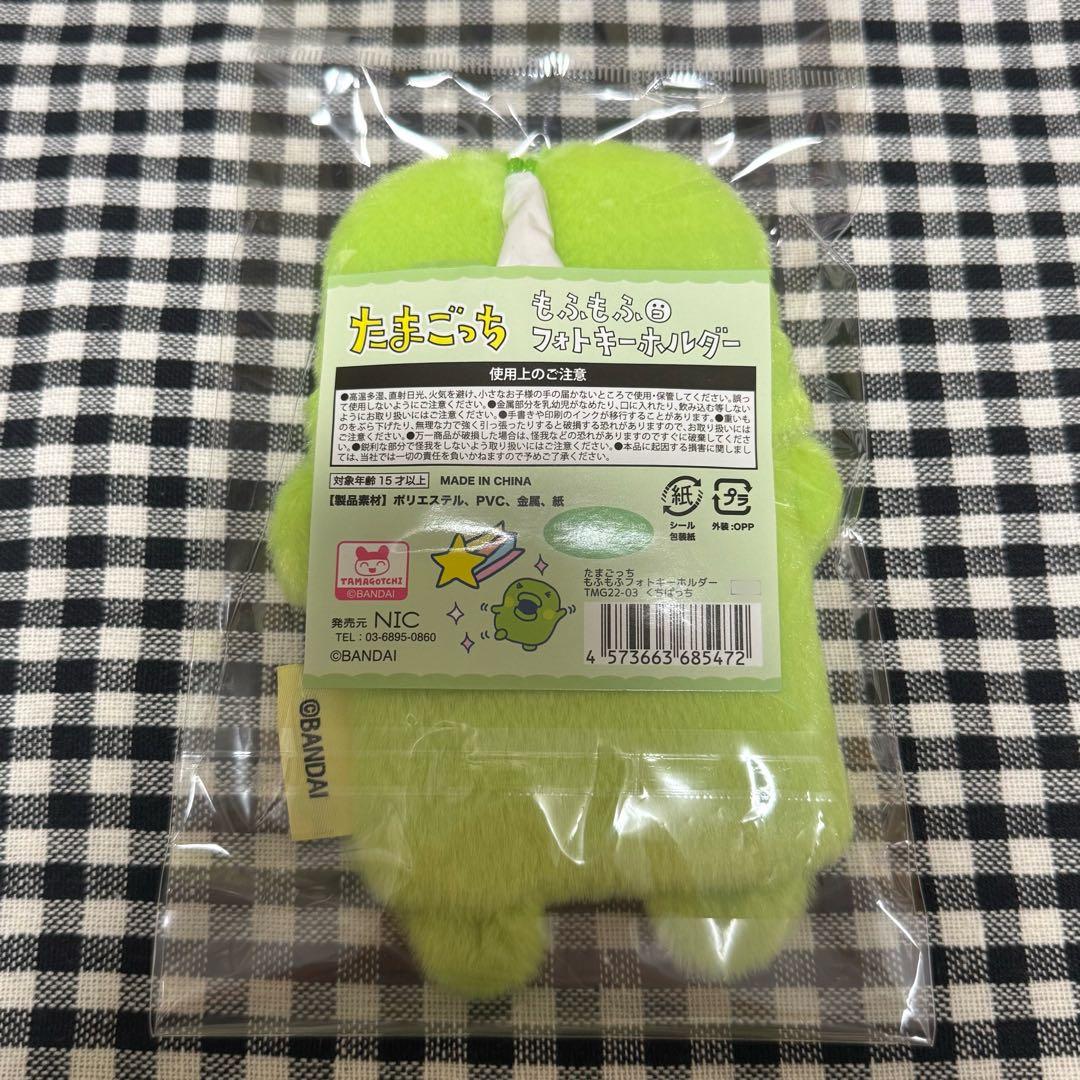 たまごっち
もふもふ
フォトキーホルダー
使用上のご注意
●高温多湿、直射日光、火気を避け、小さなお子様の手の届かないところで使用・保管してください。誤っ
て使用しないようにご注意ください。●金属部分を乳幼児がなめたり、口に入れたり、飲み込む等しない
ようにお取り扱いにはご注意ください。●手書きや印刷のインクが移行することがあります。●重い
ものをぶら下げたり、無理な力で強く引っ張ったりすると破損する恐れがありますので、お取り扱いには
ご注意ください。●万一商品が破損した場合は、怪我などの恐れがありますのですぐに破棄してくださ
い。●鋭利な部分で怪我をしないよう取り扱いにはご注意ください。●本品に起因する損害に関しまし
ては、当社では一切の責任を負いかねますので予めご了承ください。
対象年齢 15才以上 MADE IN CHINA
【製品素材】ポリエステル、PVC、金属、紙
紙
プラ
シール
包装紙
外装:OPP
TAMAGOTCHI
©BANDAI
発売元 NIC
TEL : 03-6895-0860
©BANDAI
たまごっち
もふもふフォトキーホルダー
TMG22-03 くちぱっち
4 573663 685472
©BANDAI